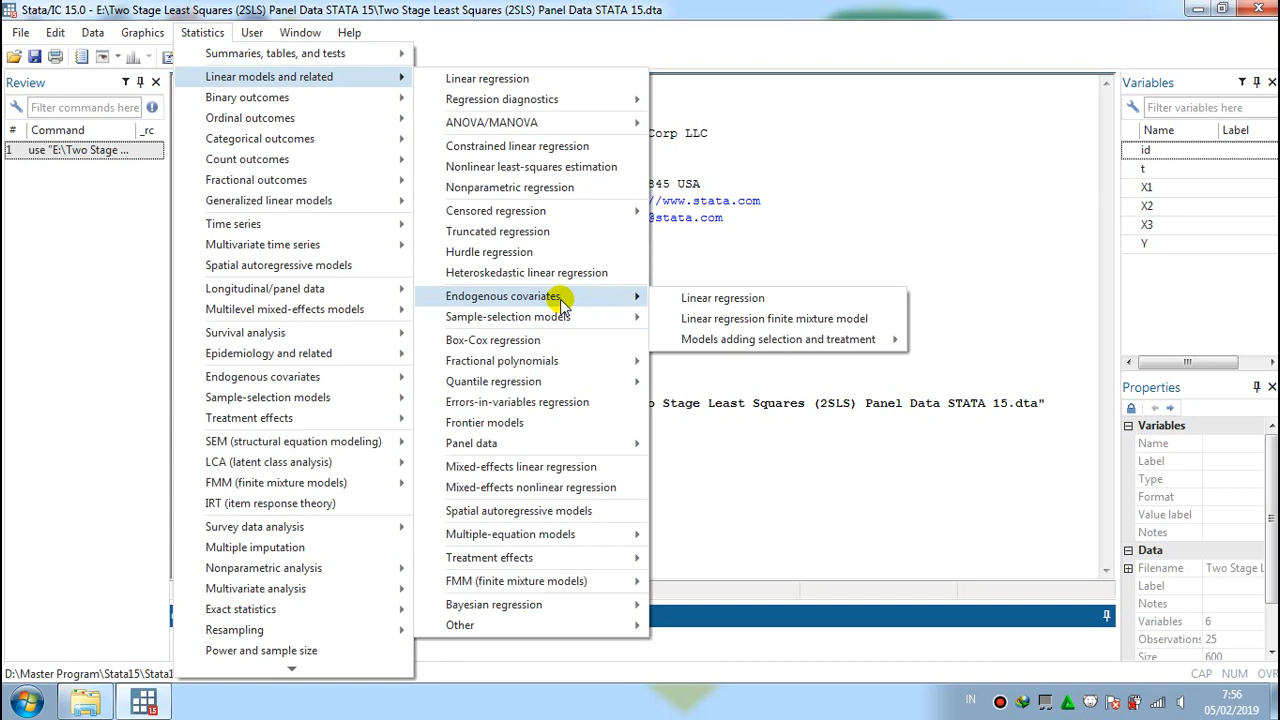 Stata/IC 15.0 - E:\Two Stage Least Squares (2SLS) Panel Data STATA 15\Two Stage Least Squares (2SLS) Panel Data STATA 15.dta
File Edit Data Graphics Statistics User Window Help
Review
Filter commands here
# Command _rc
1 use "E:\Two Stage ...
Summaries, tables, and tests
Linear models and related
Binary outcomes
Ordinal outcomes
Categorical outcomes
Count outcomes
Fractional outcomes
Generalized linear models
Time series
Multivariate time series
Spatial autoregressive models
Longitudinal/panel data
Multilevel mixed-effects models
Survival analysis
Epidemiology and related
Endogenous covariates
Sample-selection models
Treatment effects
SEM (structural equation modeling)
LCA (latent class analysis)
FMM (finite mixture models)
IRT (item response theory)
Survey data analysis
Multiple imputation
Nonparametric analysis
Multivariate analysis
Exact statistics
Resampling
Power and sample size
Linear regression
Regression diagnostics
ANOVA/MANOVA
Constrained linear regression
Nonlinear least-squares estimation
Nonparametric regression
Censored regression
Truncated regression
Hurdle regression
Heteroskedastic linear regression
Endogenous covariates
Sample-selection models
Box-Cox regression
Fractional polynomials
Quantile regression
Errors-in-variables regression
Frontier models
Panel data
Mixed-effects linear regression
Mixed-effects nonlinear regression
Spatial autoregressive models
Multiple-equation models
Treatment effects
FMM (finite mixture models)
Bayesian regression
Other
Linear regression
Linear regression finite mixture model
Models adding selection and treatment
Corp LLC
845 USA
//www.stata.com
@stata.com
o Stage Least Squares (2SLS) Panel Data STATA 15.dta"
Variables
Filter variables here
Name Label
id
t
X1
X2
X3
Y
Properties
Variables
Name
Label
Type
Format
Value label
Notes
Data
Filename Two Stage L
Label
Notes
Variables 6
Observations 25
Size 600
D:\Master Program\Stata15\Stata
CAP NUM OVR
15
IN
7:56
05/02/2019